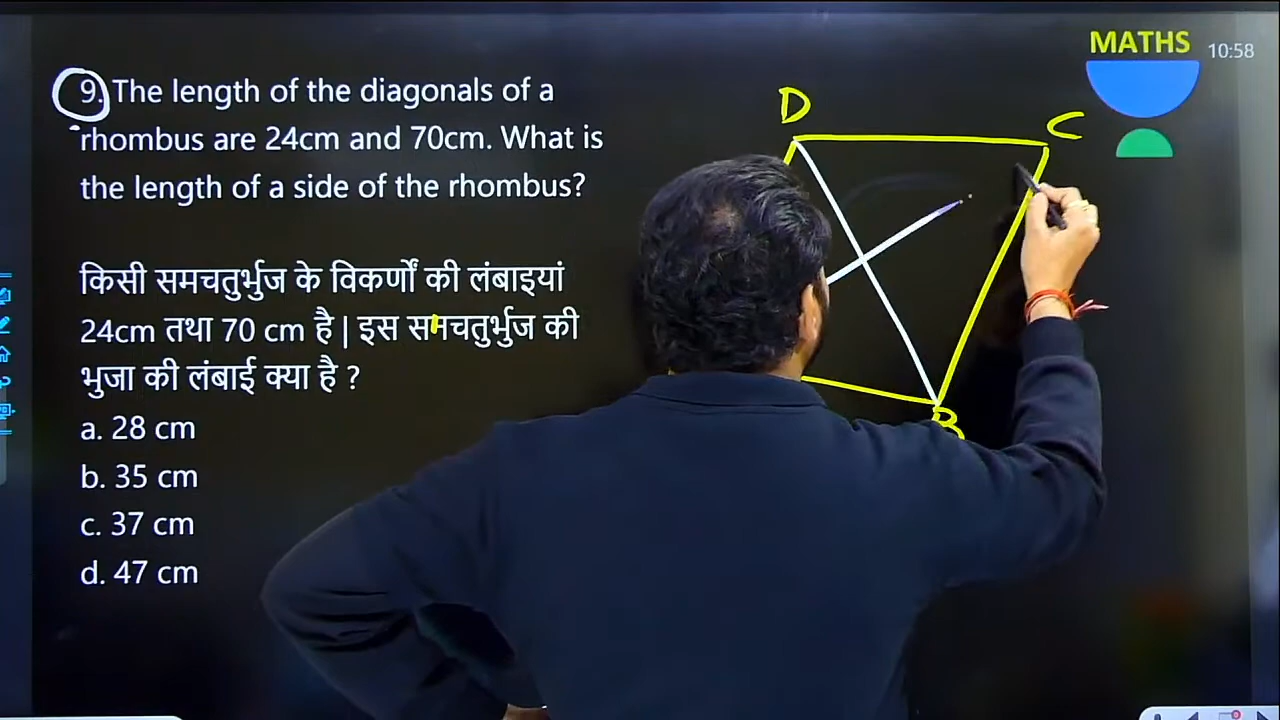 MATHS
10:58
9. The length of the diagonals of a
rhombus are 24cm and 70cm. What is
the length of a side of the rhombus?
किसी समचतुर्भुज के विकर्णों की लंबाइयां
24cm तथा 70 cm है | इस समचतुर्भुज की
भुजा की लंबाई क्या है ?
a. 28 cm
b. 35 cm
c. 37 cm
d. 47 cm
D
C
B